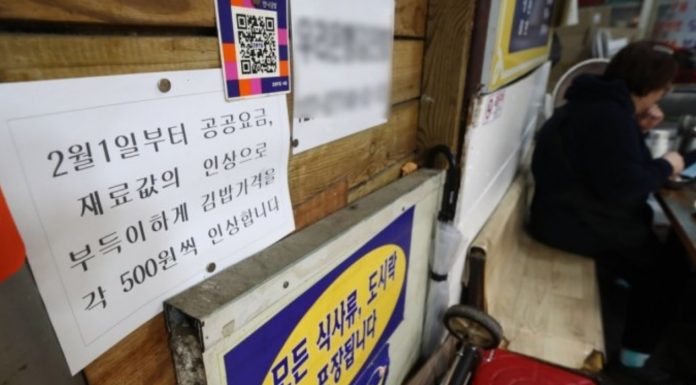 2월1일부터 공공요금,
재료값의 인상으로
부득이하게 김밥가격을
각 500원씩 인상합니다
모든 식사류, 도시락
포장됩니다